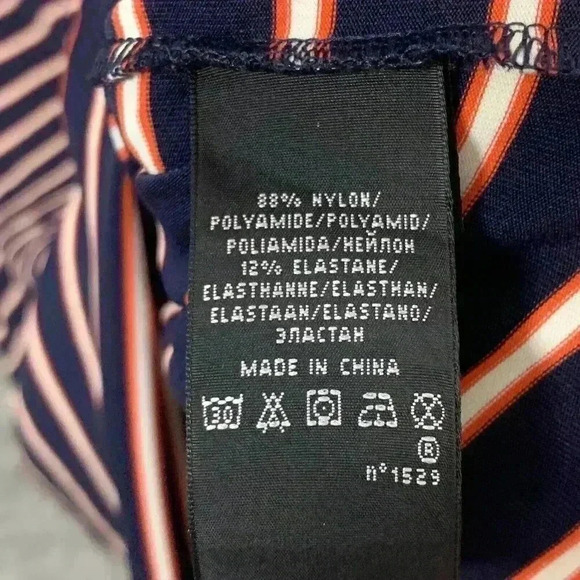 88% NYLON/
POLYAMIDE/POLYAMID/
POLIAMIDA/НЕЙЛОН
12% ELASTANE/
ELASTHANNE/ELASTHAN/
ELASTAAN/ELASTANO/
ЭЛАСТАН
MADE IN CHINA
30
®
n°1529